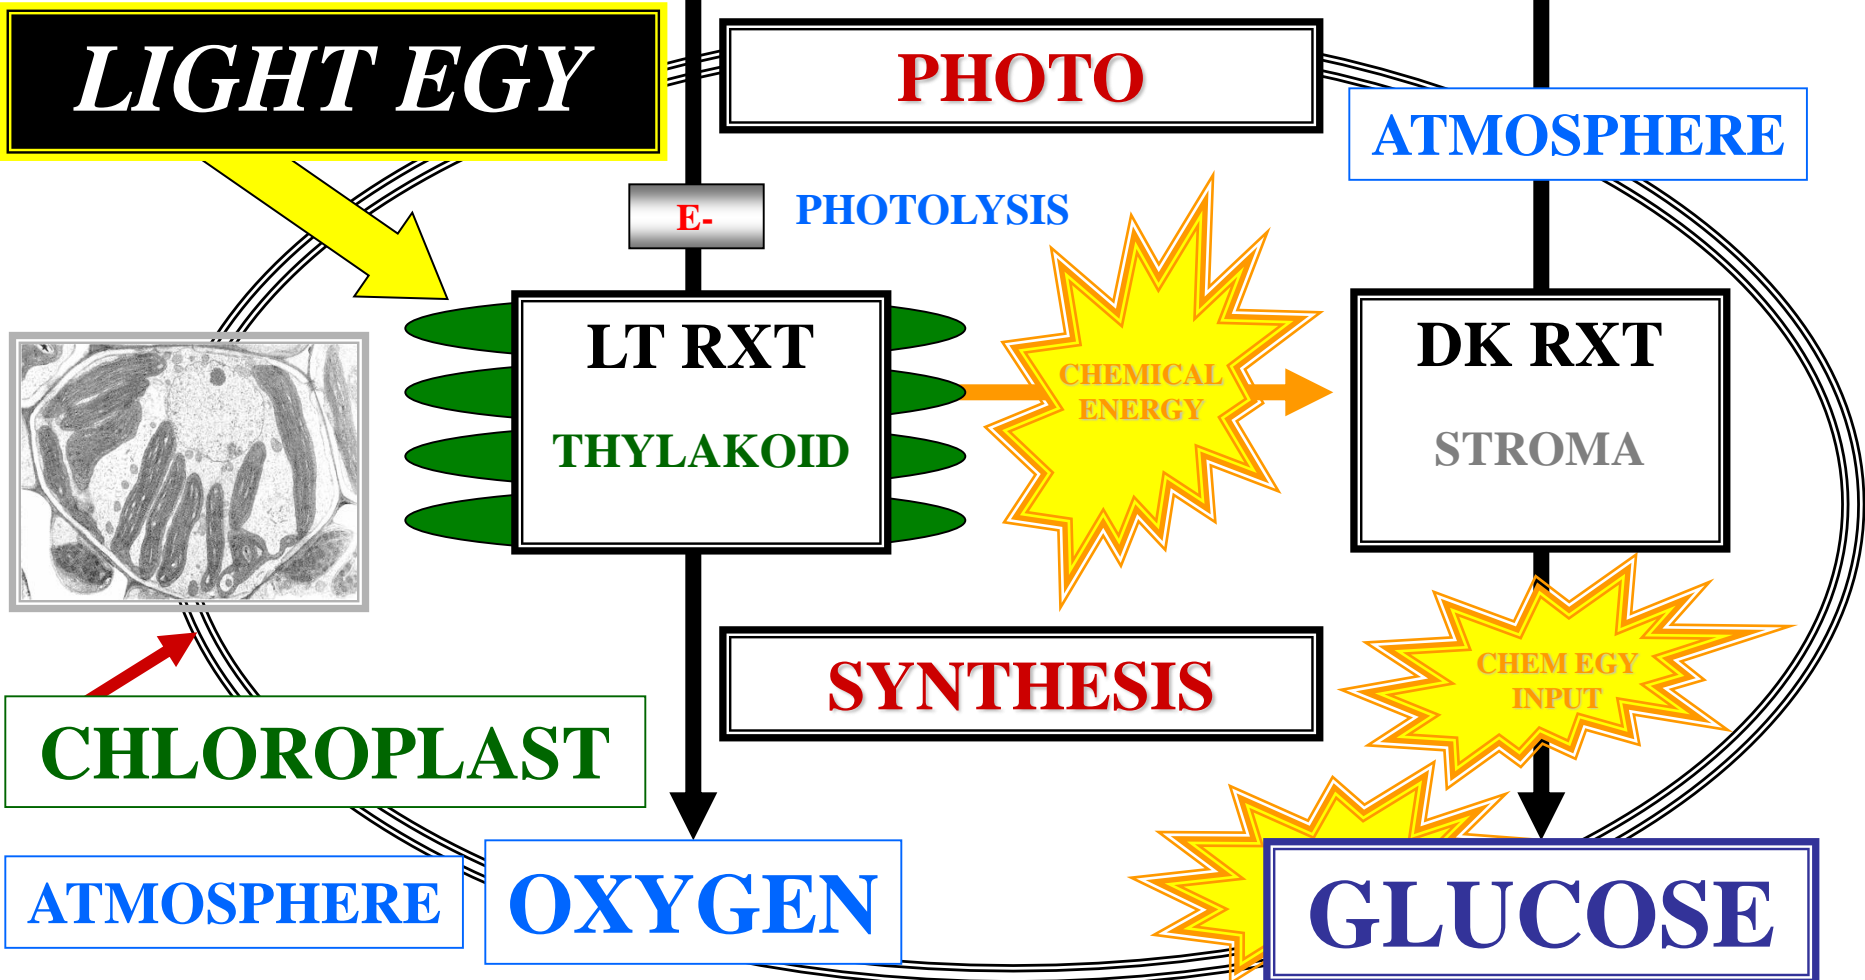 LIGHT EGY
PHOTO
ATMOSPHERE
E-
PHOTOLYSIS
LT RXT
THYLAKOID
CHEMICAL
ENERGY
DK RXT
STROMA
SYNTHESIS
CHEM EGY
INPUT
CHLOROPLAST
ATMOSPHERE
OXYGEN
GLUCOSE